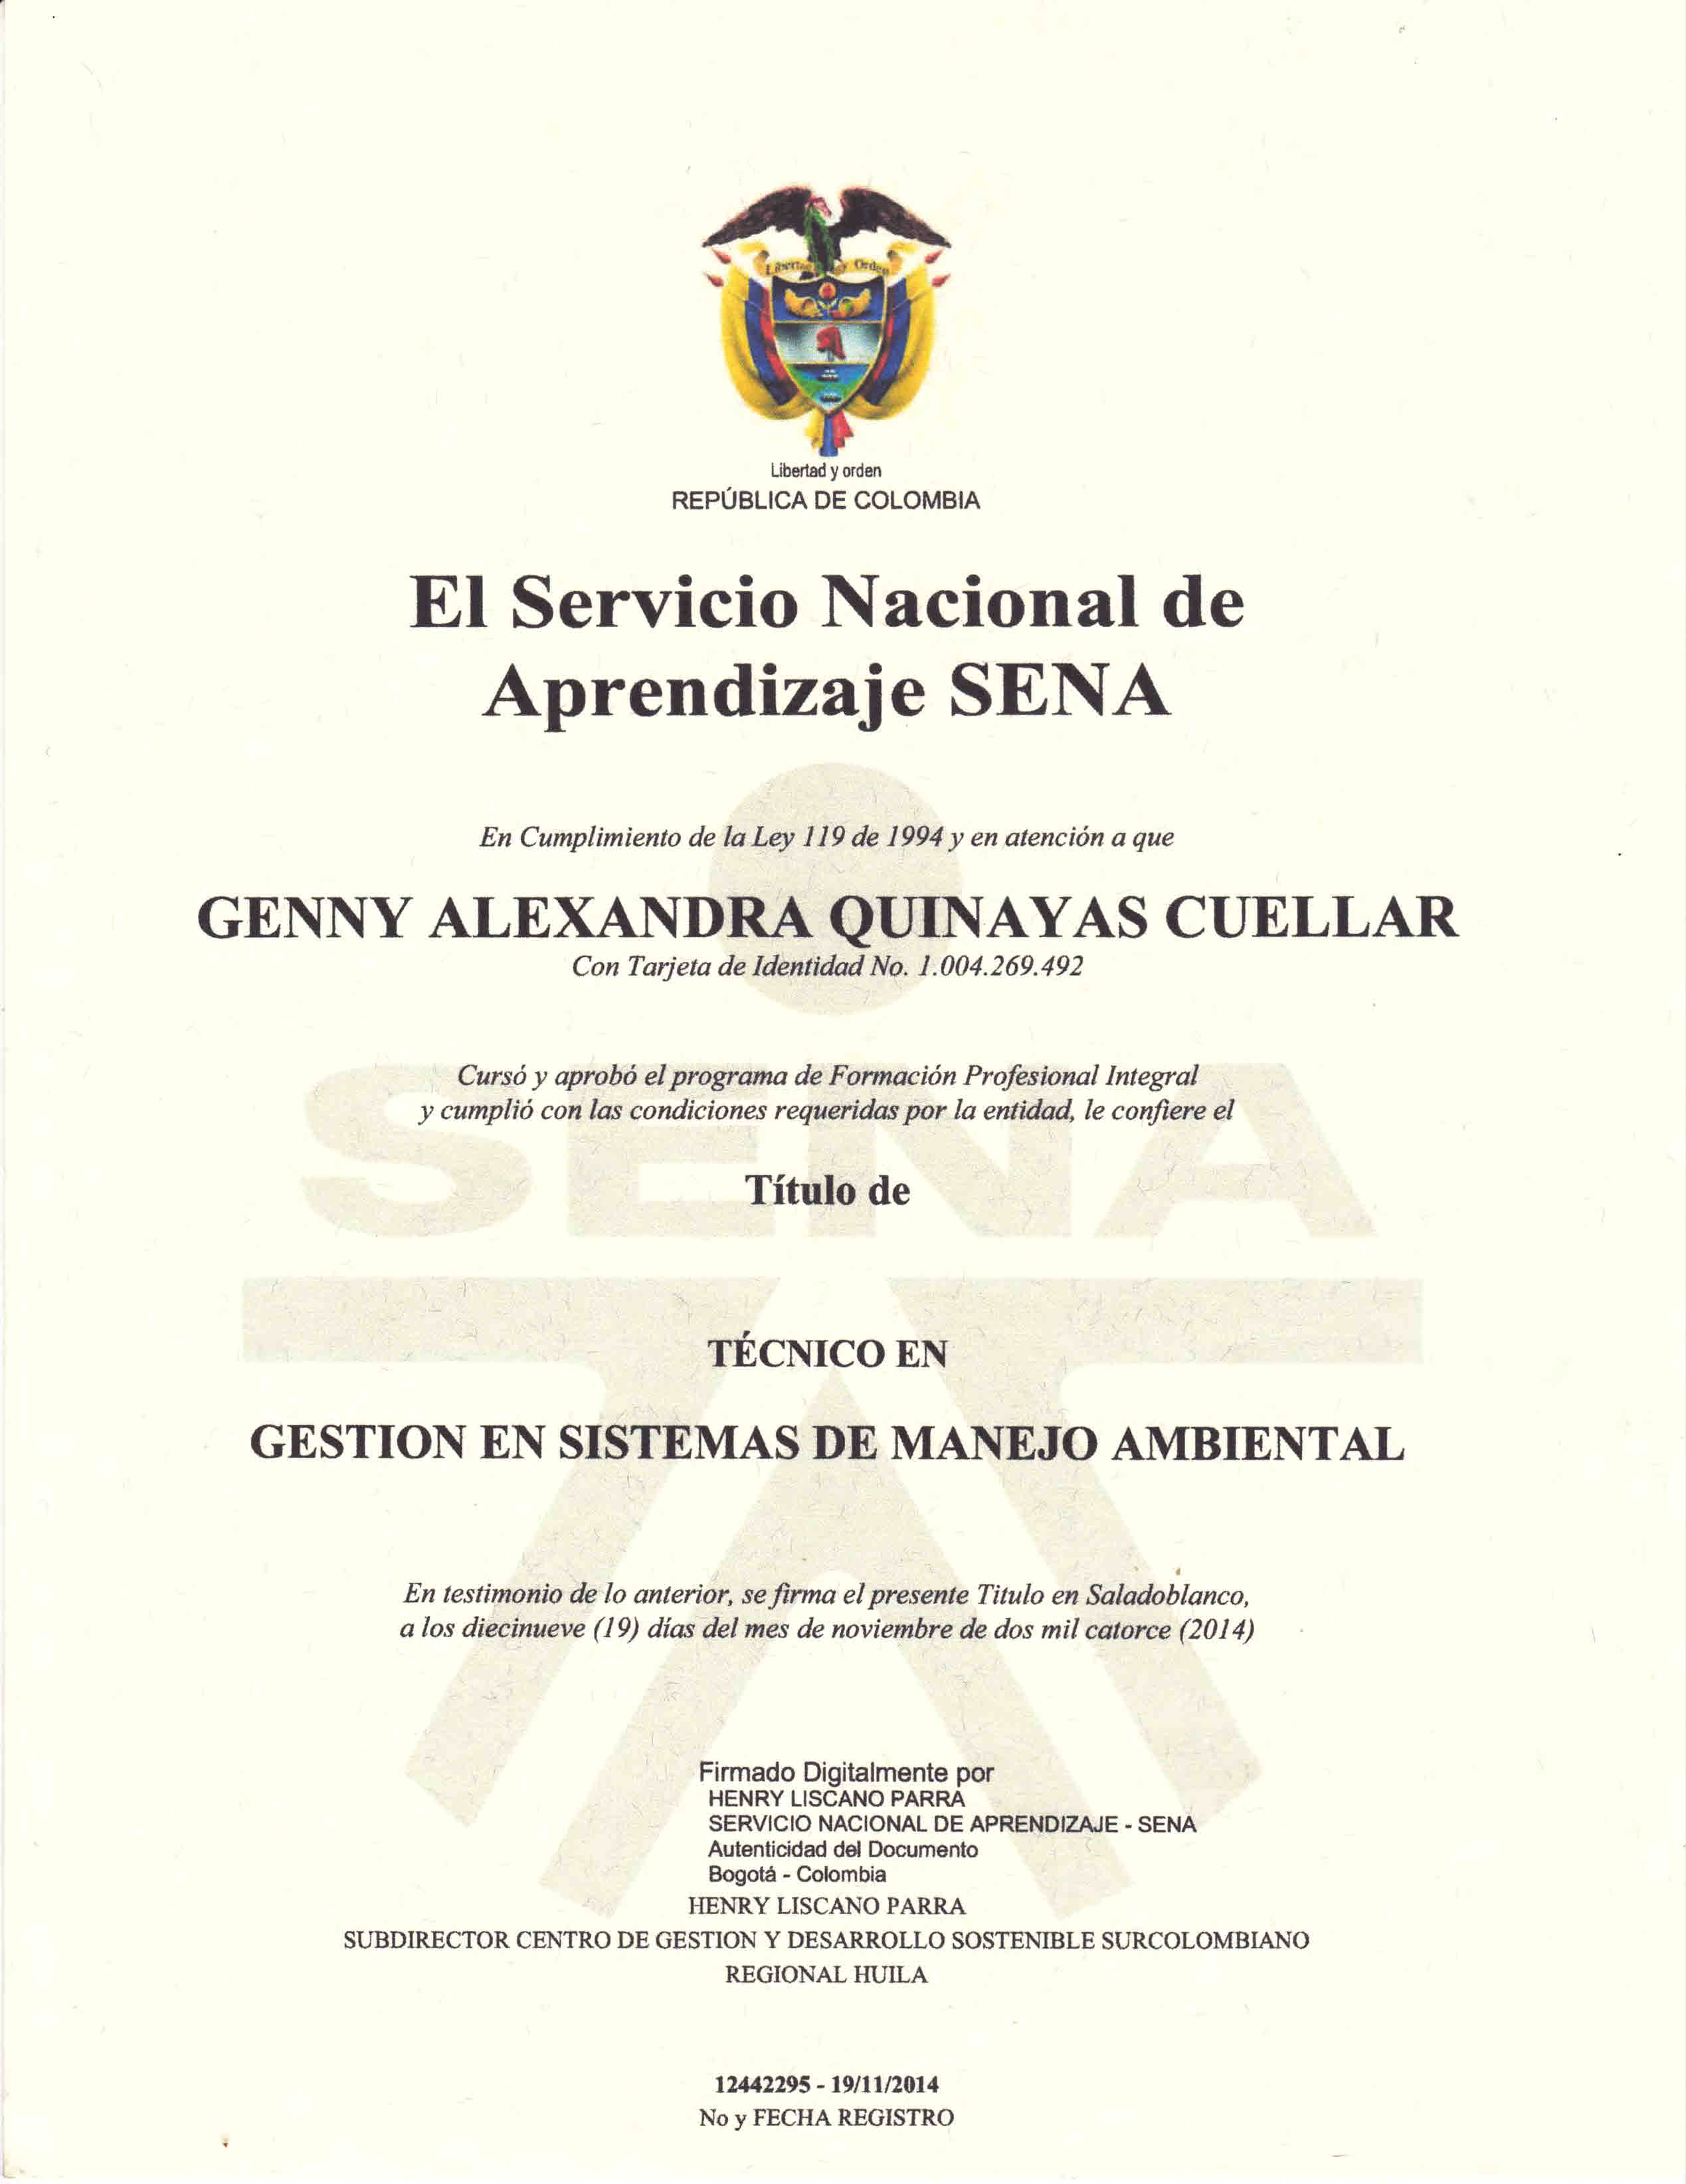 Libertad y Orden
Libertad y orden
REPÚBLICA DE COLOMBIA
El Servicio Nacional de
Aprendizaje SENA
En Cumplimiento de la Ley 119 de 1994 y en atención a que
GENNY ALEXANDRA QUINAYAS CUELLAR
Con Tarjeta de Identidad No. 1.004.269.492
SENA
Cursó y aprobó el programa de Formación Profesional Integral
y cumplió con las condiciones requeridas por la entidad, le confiere el
Título de
TÉCNICO EN
GESTION EN SISTEMAS DE MANEJO AMBIENTAL
En testimonio de lo anterior, se firma el presente Titulo en Saladoblanco,
a los diecinueve (19) días del mes de noviembre de dos mil catorce (2014)
Firmado Digitalmente por
HENRY LISCANO PARRA
SERVICIO NACIONAL DE APRENDIZAJE - SENA
Autenticidad del Documento
Bogotá - Colombia
HENRY LISCANO PARRA
SUBDIRECTOR CENTRO DE GESTION Y DESARROLLO SOSTENIBLE SURCOLOMBIANO
REGIONAL HUILA
12442295 - 19/11/2014
No y FECHA REGISTRO